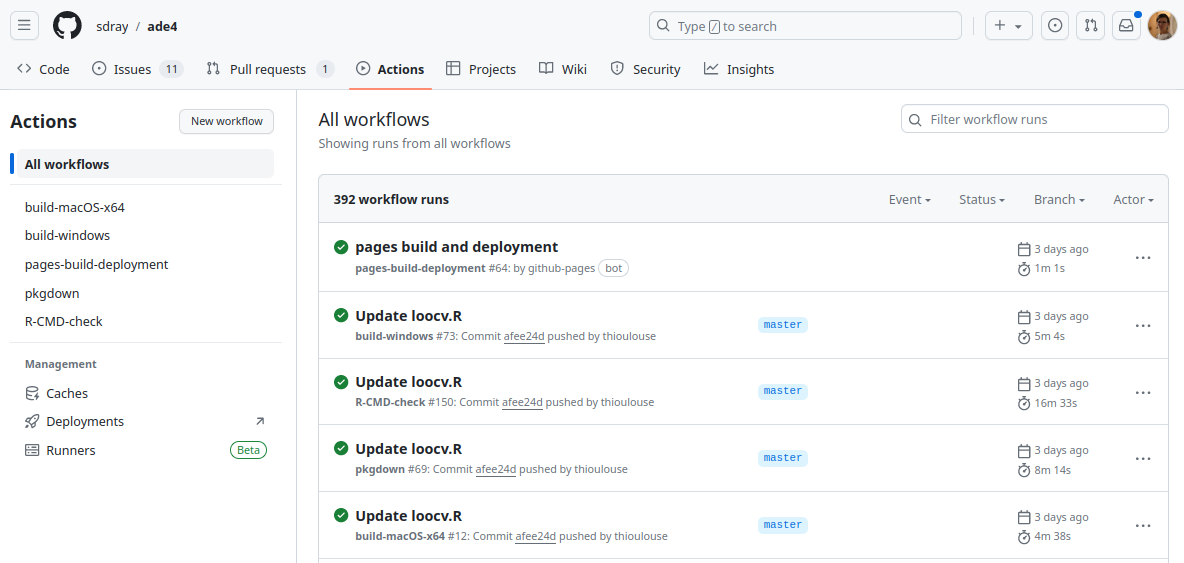 sdray / ade4
Type / to search
Code
Issues 11
Pull requests 1
Actions
Projects
Wiki
Security
Insights
Actions
New workflow
All workflows
build-macOS-x64
build-windows
pages-build-deployment
pkgdown
R-CMD-check
Management
Caches
Deployments
Runners
Beta
All workflows
Showing runs from all workflows
Filter workflow runs
392 workflow runs
Event
Status
Branch
Actor
pages build and deployment
pages-build-deployment #64: by github-pages bot
3 days ago
1m 1s
Update loocv.R
build-windows #73: Commit afee24d pushed by thioulouse
master
3 days ago
5m 4s
Update loocv.R
R-CMD-check #150: Commit afee24d pushed by thioulouse
master
3 days ago
16m 33s
Update loocv.R
pkgdown #69: Commit afee24d pushed by thioulouse
master
3 days ago
8m 14s
Update loocv.R
build-macOS-x64 #12: Commit afee24d pushed by thioulouse
master
3 days ago
4m 38s